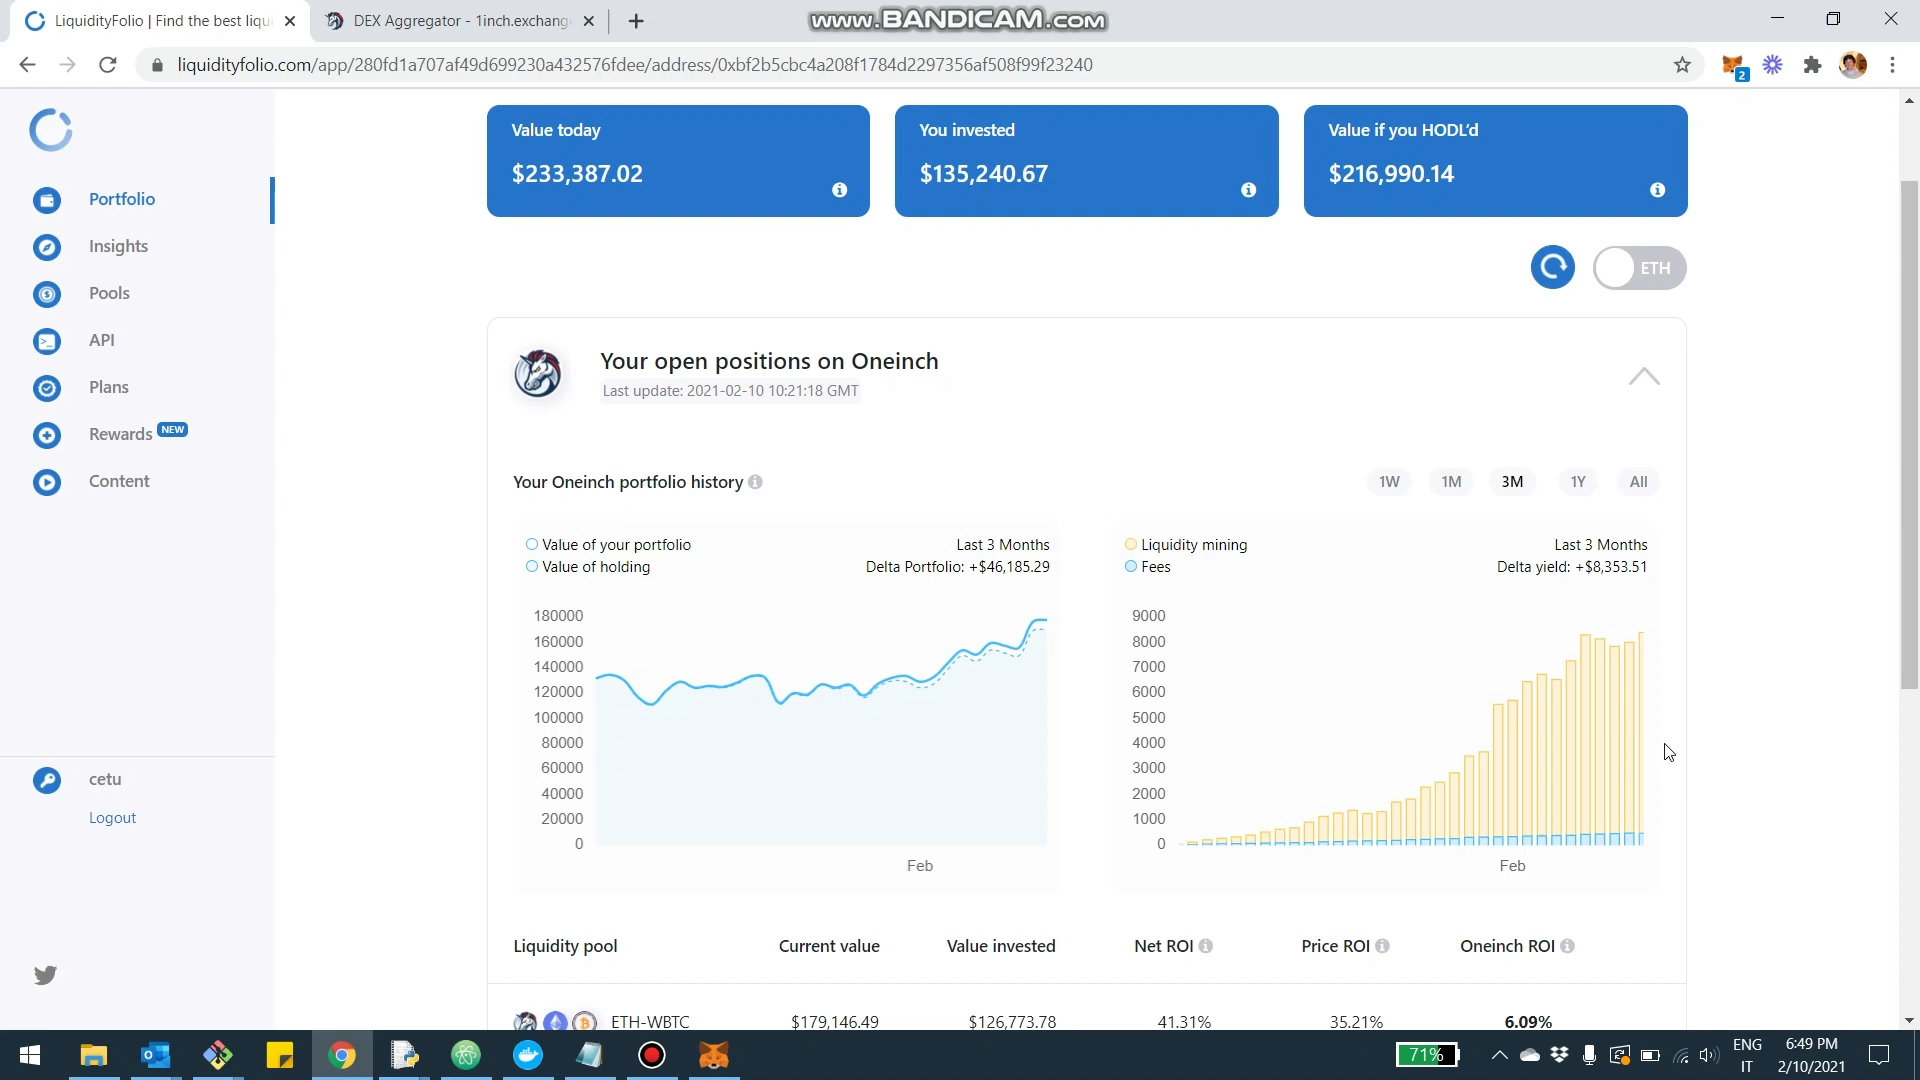 LiquidityFolio | Find the best liqui
DEX Aggregator - 1inch.exchang
www.BANDICAM.com
liquidityfolio.com/app/280fd1a707af49d699230a432576fdee/address/0xbf2b5cbc4a208f1784d2297356af508f99f23240
2
Value today
$233,387.02
You invested
$135,240.67
Value if you HODL'd
$216,990.14
Portfolio
Insights
Pools
API
Plans
Rewards NEW
Content
cetu
Logout
ETH
Your open positions on Oneinch
Last update: 2021-02-10 10:21:18 GMT
Your Oneinch portfolio history
1W 1M 3M 1Y All
Value of your portfolio
Value of holding
Last 3 Months
Delta Portfolio: +$46,185.29
180000
160000
140000
120000
100000
80000
60000
40000
20000
0
Feb
Liquidity mining
Fees
Last 3 Months
Delta yield: +$8,353.51
9000
8000
7000
6000
5000
4000
3000
2000
1000
0
Feb
Liquidity pool Current value Value invested Net ROI Price ROI Oneinch ROI
ETH-WBTC $179,146.49 $126,773.78 41.31% 35.21% 6.09%
71%
ENG
IT
6:49 PM
2/10/2021